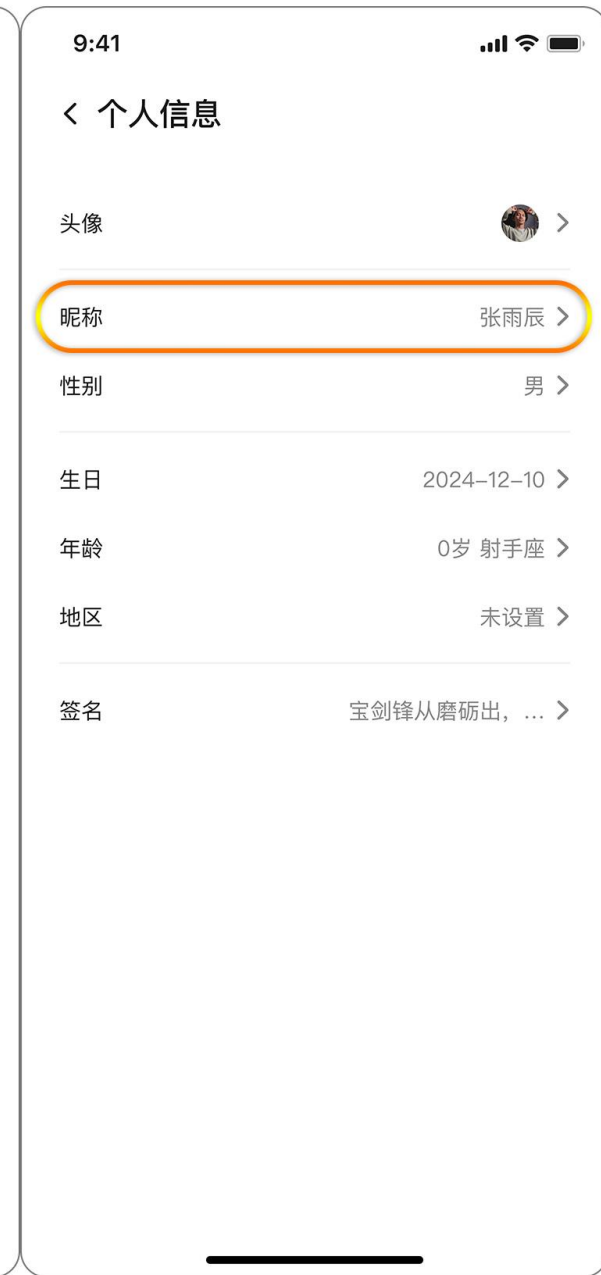 9:41
个人信息
头像
昵称 张雨辰
性别 男
生日 2024-12-10
年龄 0岁 射手座
地区 未设置
签名 宝剑锋从磨砺出，...